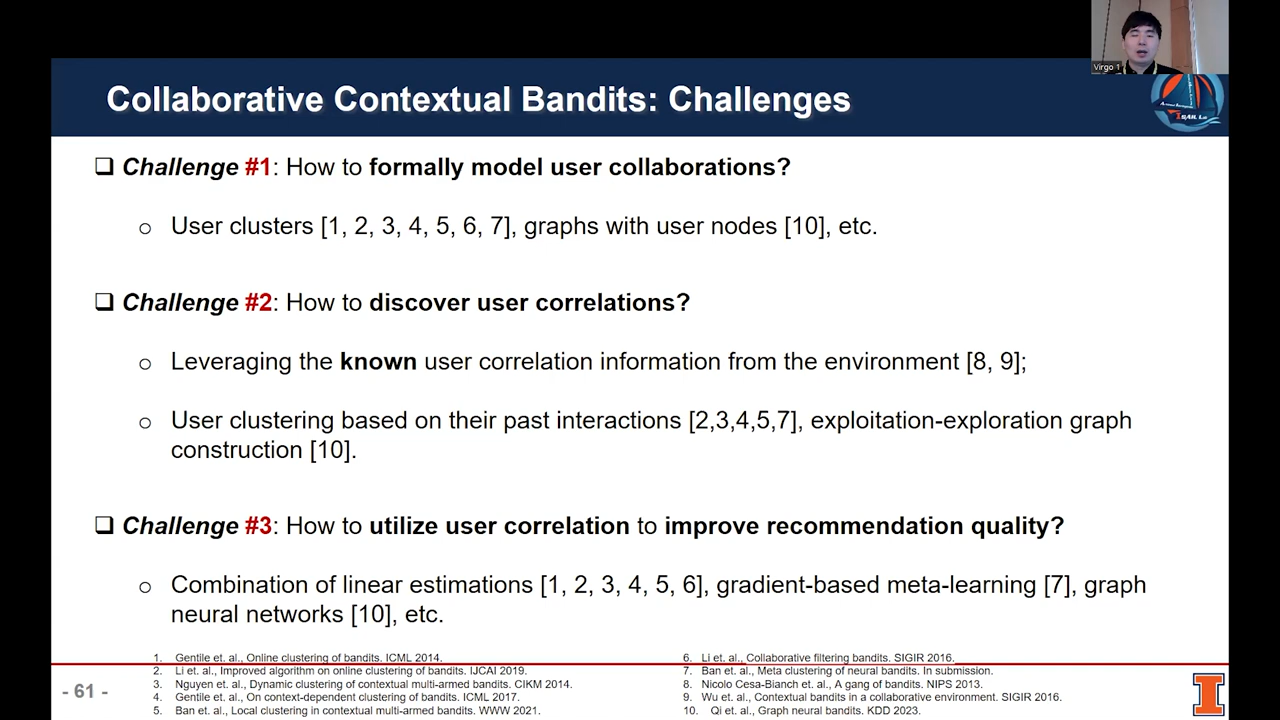 Virgo 1
Collaborative Contextual Bandits: Challenges
Challenge #1: How to formally model user collaborations?
User clusters [1, 2, 3, 4, 5, 6, 7], graphs with user nodes [10], etc.
Challenge #2: How to discover user correlations?
Leveraging the known user correlation information from the environment [8, 9];
User clustering based on their past interactions [2,3,4,5,7], exploitation-exploration graph
construction [10].
Challenge #3: How to utilize user correlation to improve recommendation quality?
Combination of linear estimations [1, 2, 3, 4, 5, 6], gradient-based meta-learning [7], graph
neural networks [10], etc.
1. Gentile et. al., Online clustering of bandits. ICML 2014.
2. Li et. al., Improved algorithm on online clustering of bandits. IJCAI 2019.
3. Nguyen et. al., Dynamic clustering of contextual multi-armed bandits. CIKM 2014.
4. Gentile et. al., On context-dependent clustering of bandits. ICML 2017.
5. Ban et. al., Local clustering in contextual multi-armed bandits. WWW 2021.
6. Li et. al., Collaborative filtering bandits. SIGIR 2016.
7. Ban et. al., Meta clustering of neural bandits. In submission.
8. Nicolo Cesa-Bianch et. al., A gang of bandits. NIPS 2013.
9. Wu et. al., Contextual bandits in a collaborative environment. SIGIR 2016.
10. Qi et. al., Graph neural bandits. KDD 2023.
- 61 -